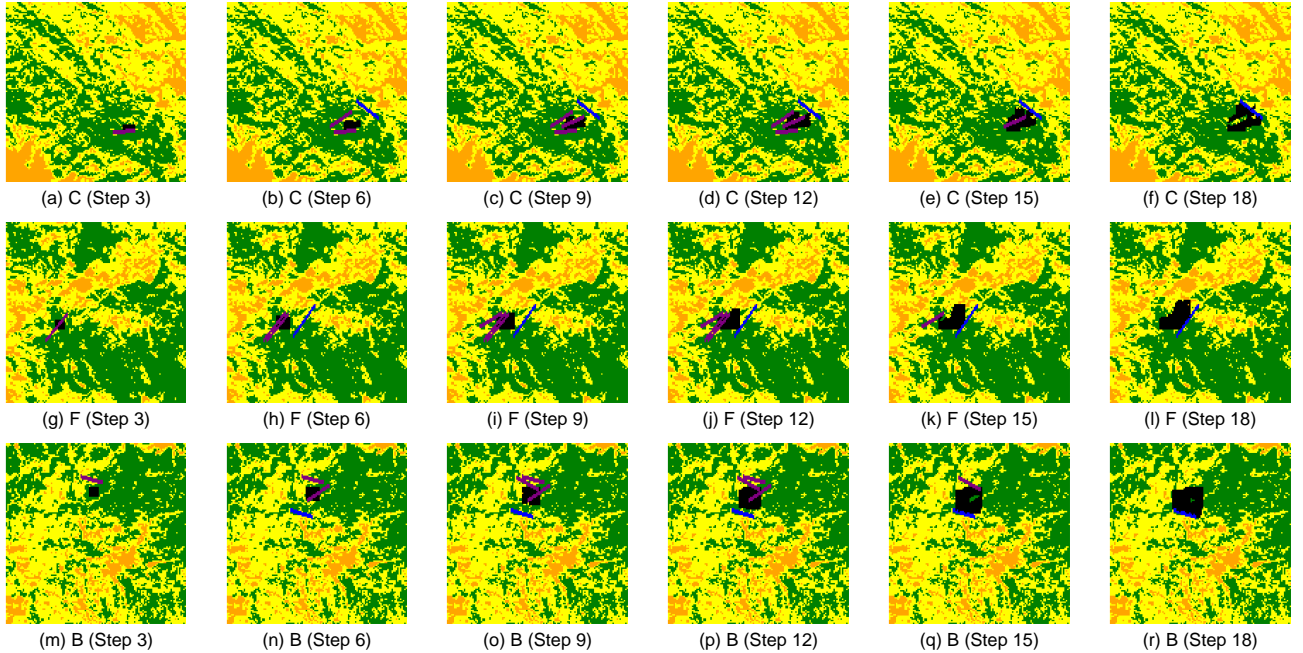 (a) C (Step 3) (b) C (Step 6) (c) C (Step 9) (d) C (Step 12) (e) C (Step 15) (f) C (Step 18)
(g) F (Step 3) (h) F (Step 6) (i) F (Step 9) (j) F (Step 12) (k) F (Step 15) (l) F (Step 18)
(m) B (Step 3) (n) B (Step 6) (o) B (Step 9) (p) B (Step 12) (q) B (Step 15) (r) B (Step 18)